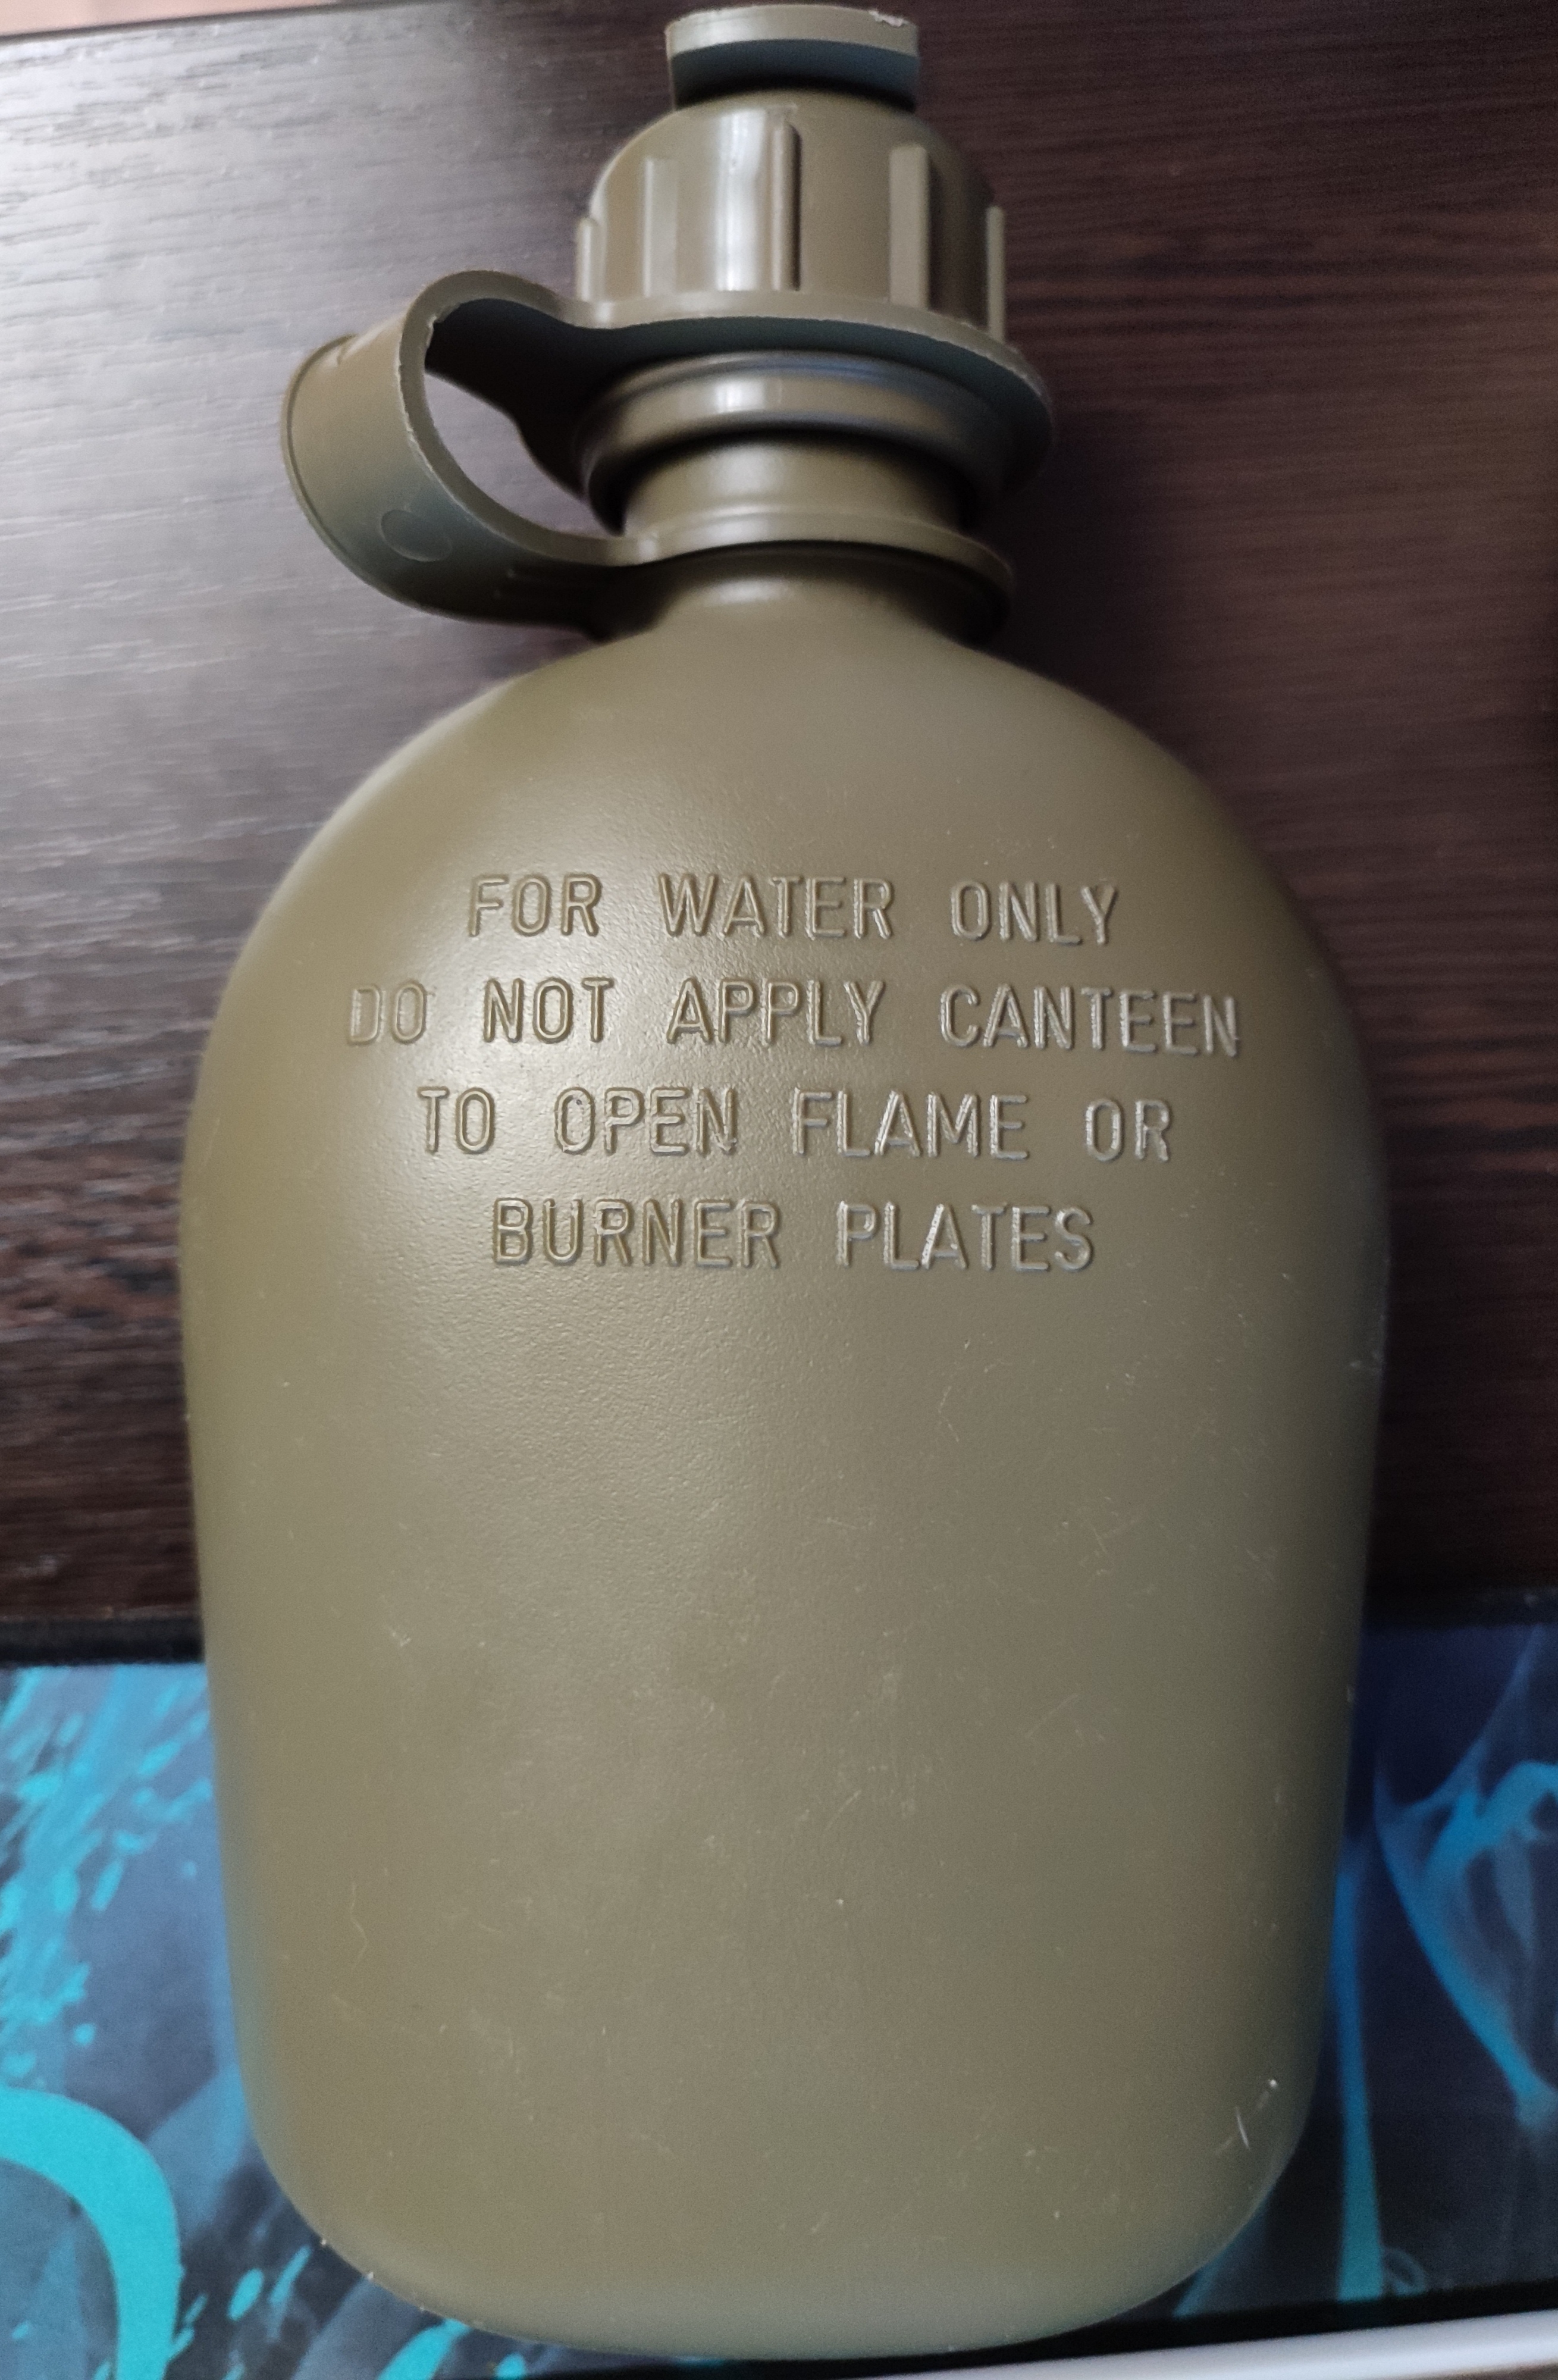 FOR WATER ONLY
DO NOT APPLY CANTEEN
TO OPEN FLAME OR
BURNER PLATES